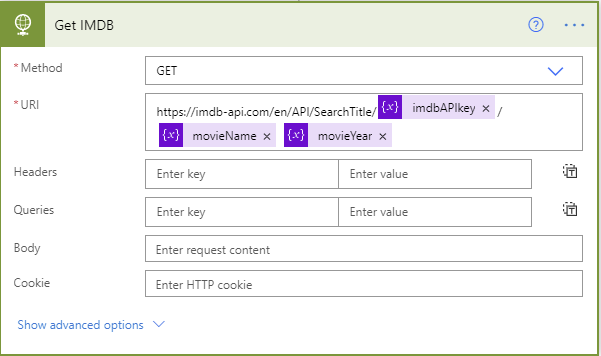 Get IMDB
* Method GET
* URI https://imdb-api.com/en/API/SearchTitle/ {x} imdbAPIkey × /
{x} movieName × {x} movieYear ×
Headers Enter key Enter value
Queries Enter key Enter value
Body Enter request content
Cookie Enter HTTP cookie
Show advanced options